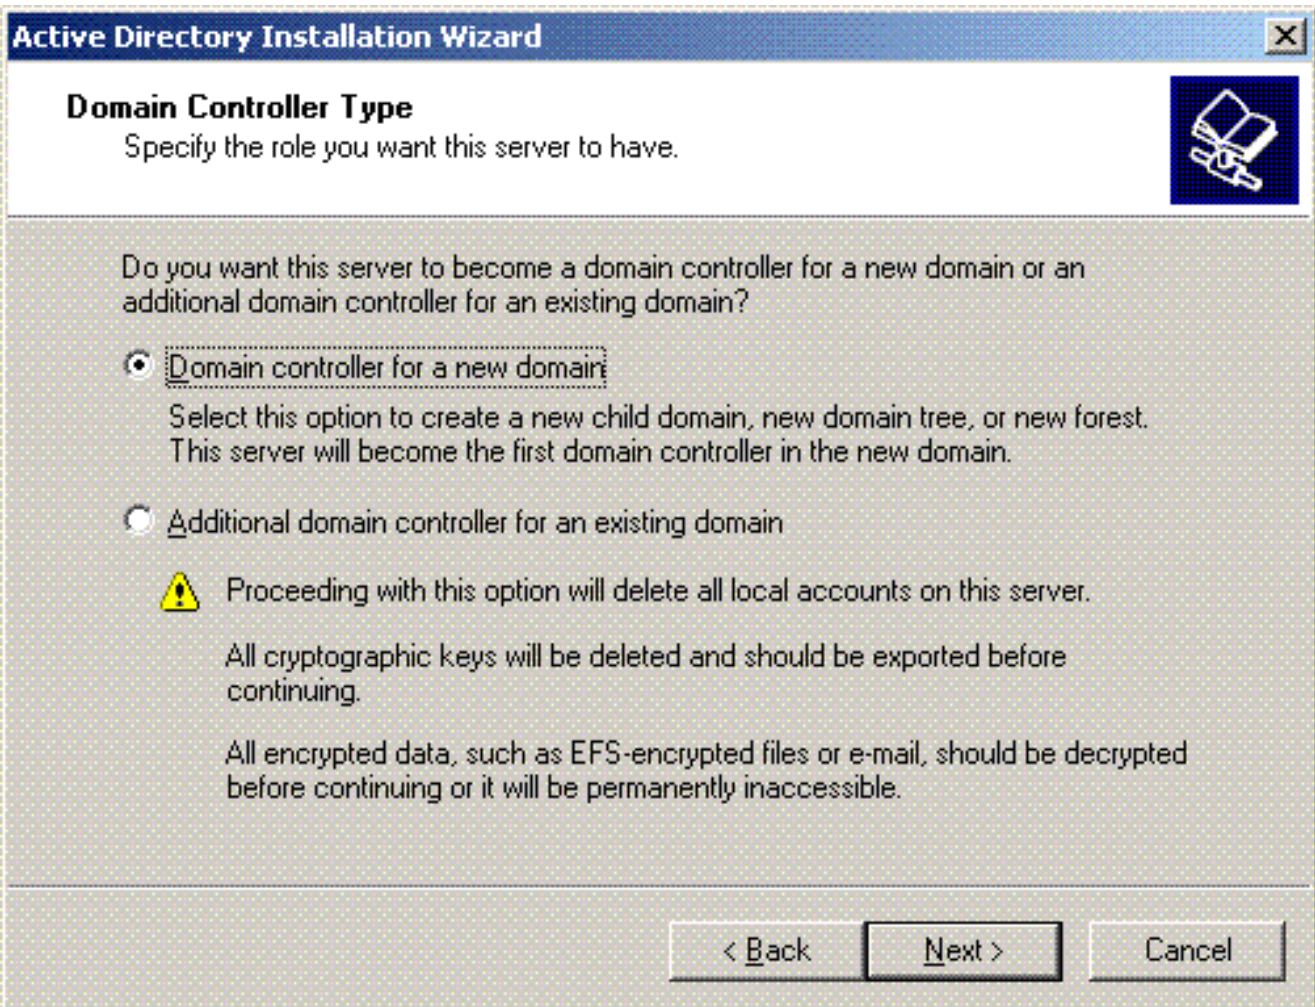 Active Directory Installation Wizard
Domain Controller Type
Specify the role you want this server to have.
Do you want this server to become a domain controller for a new domain or an
additional domain controller for an existing domain?
Domain controller for a new domain
Select this option to create a new child domain, new domain tree, or new forest.
This server will become the first domain controller in the new domain.
Additional domain controller for an existing domain
Proceeding with this option will delete all local accounts on this server.
All cryptographic keys will be deleted and should be exported before
continuing.
All encrypted data, such as EFS-encrypted files or e-mail, should be decrypted
before continuing or it will be permanently inaccessible.
< Back Next > Cancel